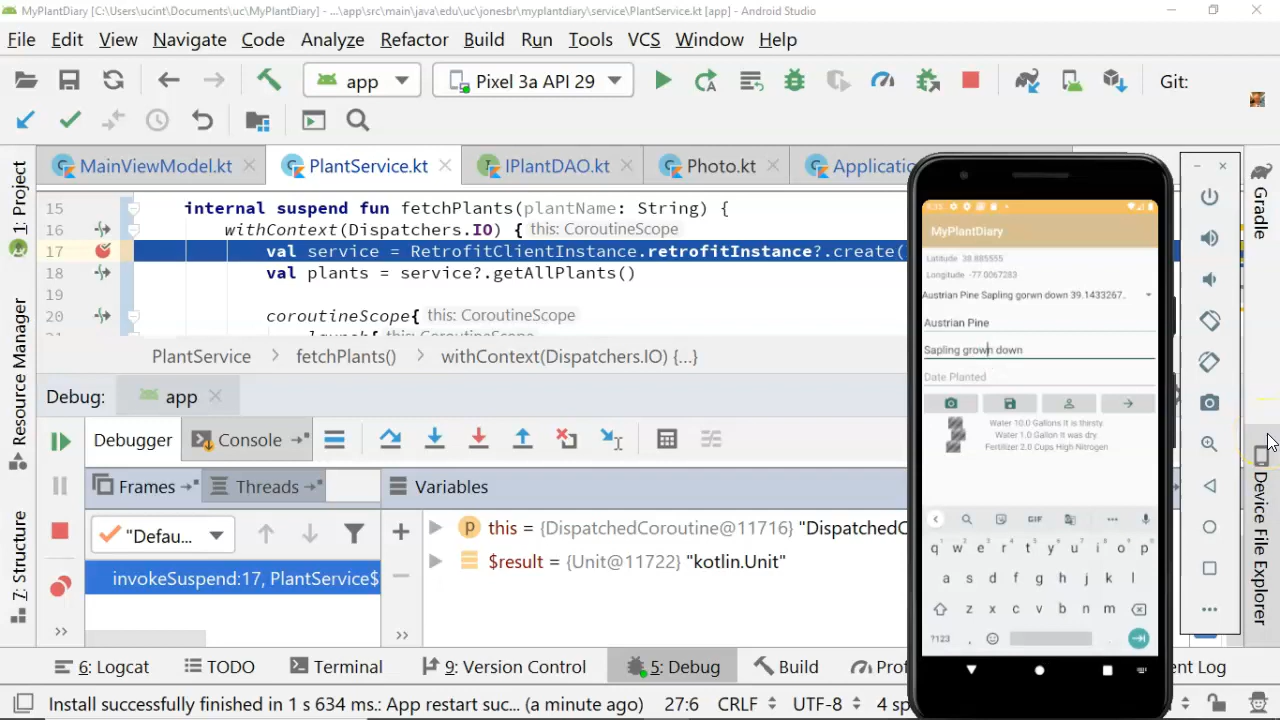 MyPlantDiary [C:\Users\ucint\Documents\uc\MyPlantDiary] - ...\app\src\main\java\edu\uc\jonesbr\myplantdiary\service\PlantService.kt [app] - Android Studio
File Edit View Navigate Code Analyze Refactor Build Run Tools VCS Window Help
app Pixel 3a API 29 Git:
MainViewModel.kt PlantService.kt IPlantDAO.kt Photo.kt Applicatio
15 internal suspend fun fetchPlants(plantName: String) {
16 withContext(Dispatchers.IO) { this: CoroutineScope
17 val service = RetrofitClientInstance.retrofitInstance?.create(
18 val plants = service?.getAllPlants()
19
20 coroutineScope{ this: CoroutineScope
launch{ this: CoroutineScope
PlantService > fetchPlants() > withContext(Dispatchers.IO) {...}
Debug: app
Debugger Console
Frames Threads Variables
"Defau...
invokeSuspend:17, PlantService$
this = {DispatchedCoroutine@11716} "DispatchedCo
$result = {Unit@11722} "kotlin.Unit"
6: Logcat TODO Terminal 9: Version Control 5: Debug Build Prof nt Log
Install successfully finished in 1 s 634 ms.: App restart suc... (a minute ago) 27:6 CRLF UTF-8 4 sp
1: Project
Resource Manager
7: Structure
Gradle
Device File Explorer
MyPlantDiary
Latitude 38.885555
Longitude -77.0067283
Austrian Pine Sapling gorwn down 39.1433267.
Austrian Pine
Sapling grown down
Date Planted
Water 10.0 Gallons It is thirsty.
Water 1.0 Gallon It was dry.
Fertilizer 2.0 Cups High Nitrogen
GIF
q w e r t y u i o p
a s d f g h j k l
z x c v b n m
?123 , .